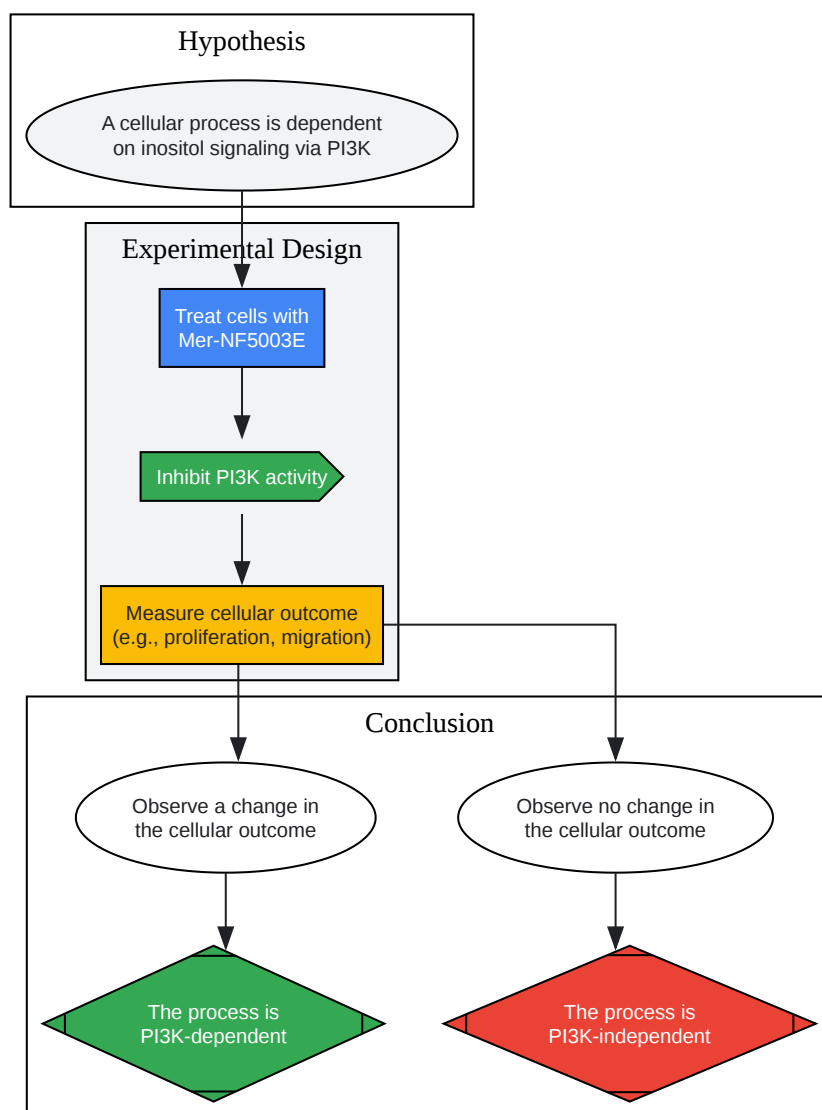 Hypothesis
A cellular process is dependent
on inositol signaling via PI3K
Experimental Design
Treat cells with
Mer-NF5003E
Inhibit PI3K activity
Measure cellular outcome
(e.g., proliferation, migration)
Conclusion
Observe a change in
the cellular outcome
Observe no change in
the cellular outcome
The process is
PI3K-dependent
The process is
PI3K-independent